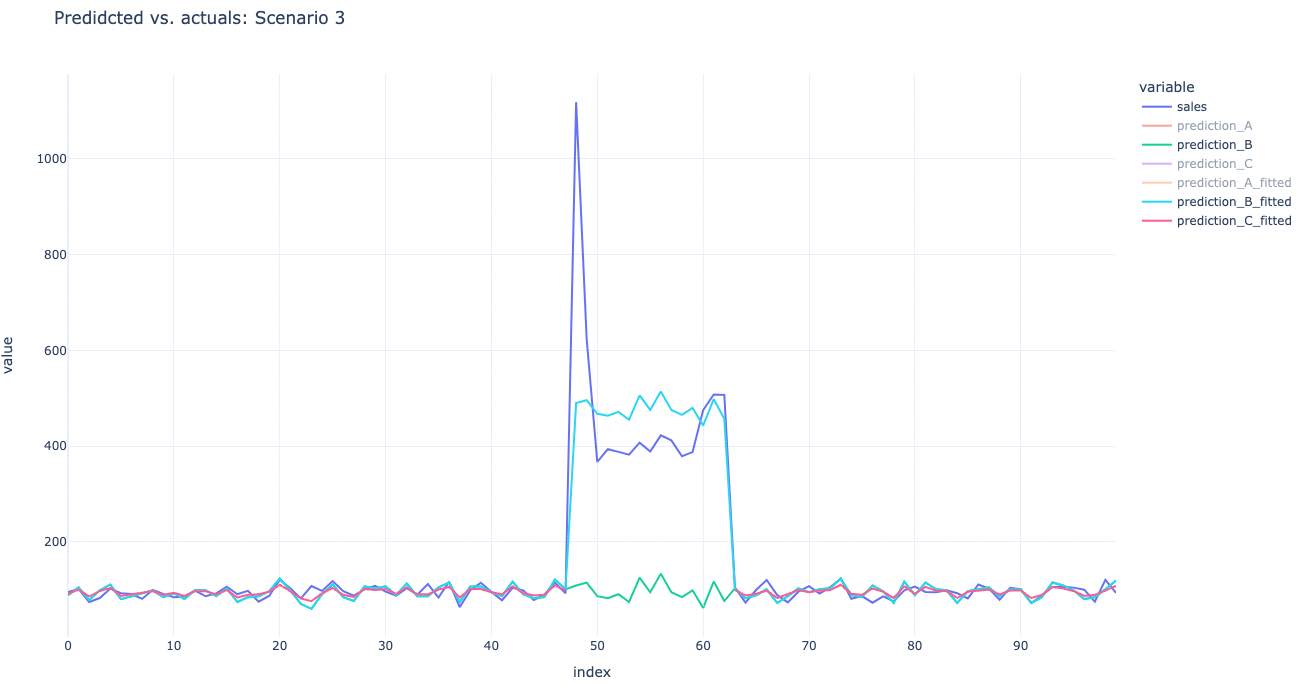 Predidcted vs. actuals: Scenario 3
variable
sales
prediction_A
prediction_B
prediction_C
prediction_A_fitted
prediction_B_fitted
prediction_C_fitted
value
1000
800
600
400
200
0 10 20 30 40 50 60 70 80 90
index